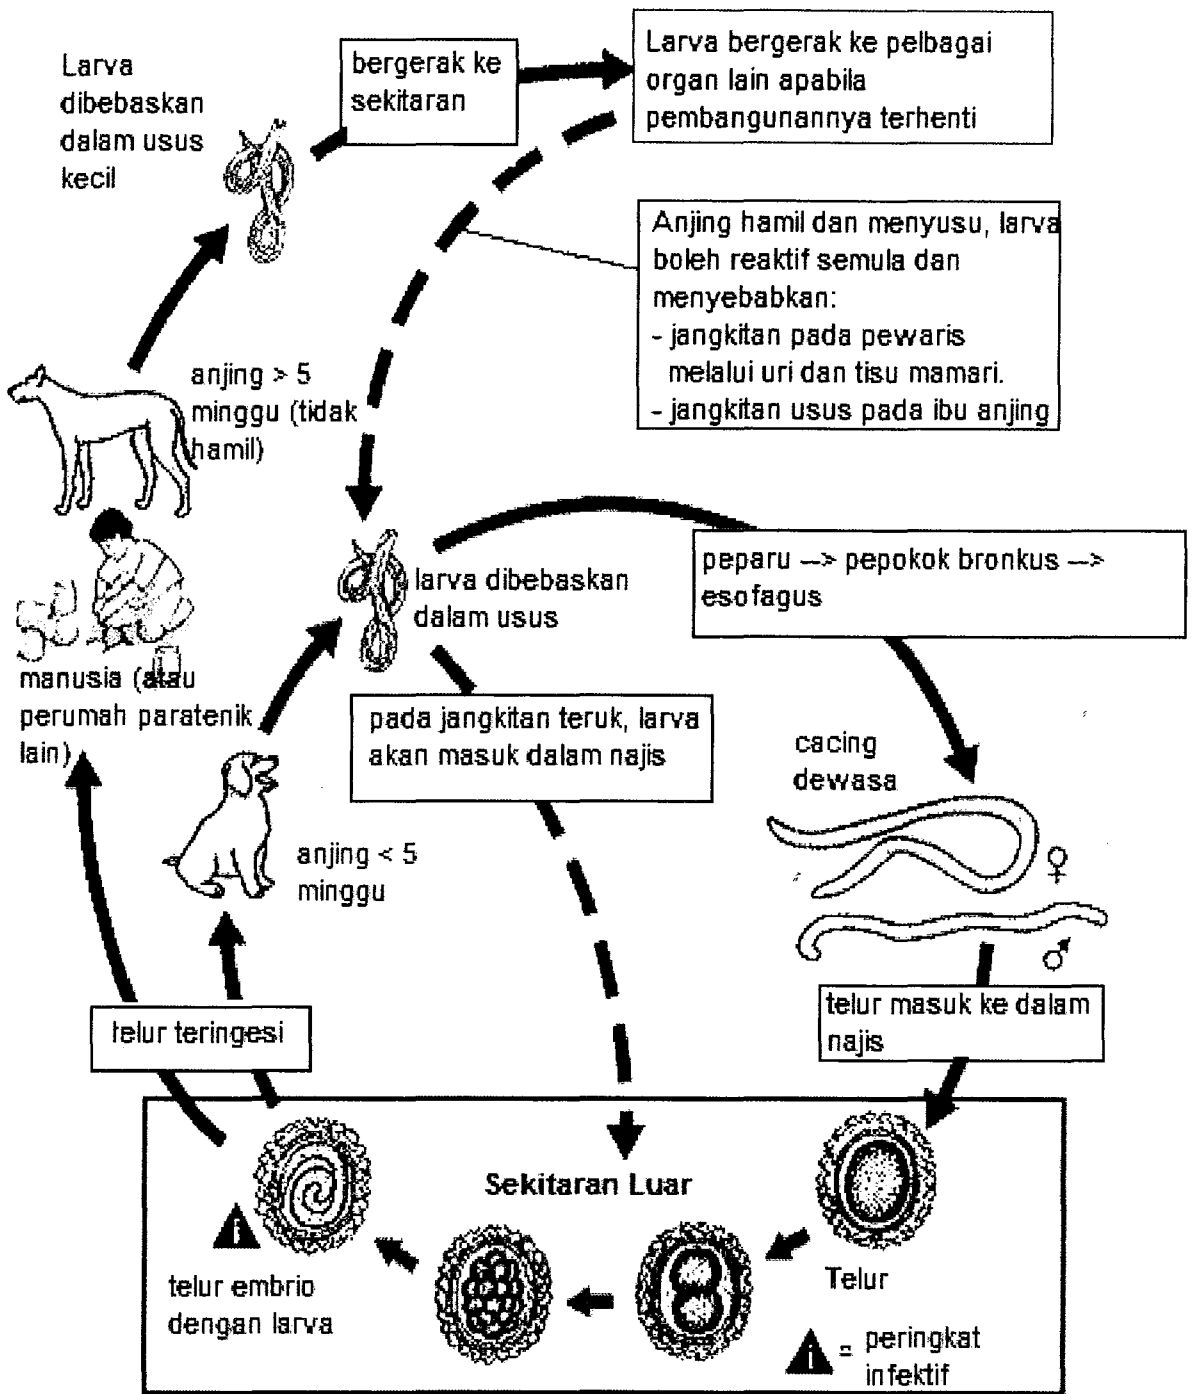 Larva
dibebaskan
dalam usus
kecil
bergerak ke
sekitaran
Larva bergerak ke pelbagai
organ lain apabila
pembangunannya terhenti
Anjing hamil dan menyusu, larva
boleh reaktif semula dan
menyebabkan:
- jangkitan pada pewaris
melalui uri dan tisu mamari.
- jangkitan usus pada ibu anjing
anjing > 5
minggu (tidak
hamil)
larva dibebaskan
dalam usus
peparu --> pepokok bronkus -->
esofagus
manusia (atau
perumah paratenik
lain)
pada jangkitan teruk, larva
akan masuk dalam najis
cacing
dewasa
♀
♂
anjing < 5
minggu
telur teringesi
telur masuk ke dalam
najis
Sekitaran Luar
i
telur embrio
dengan larva
Telur
i = peringkat
infektif